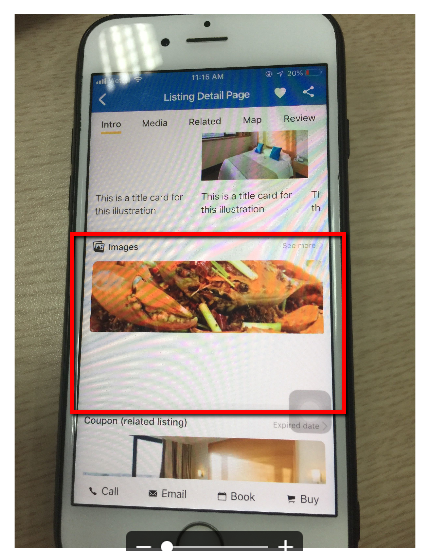 11:16 AM
20%
Listing Detail Page
Intro Media Related Map Review
This is a title card for this illustration
This is a title card for this illustration
Tl
th
Images
See more
Coupon (related listing)
Expired date
Call Email Book Buy